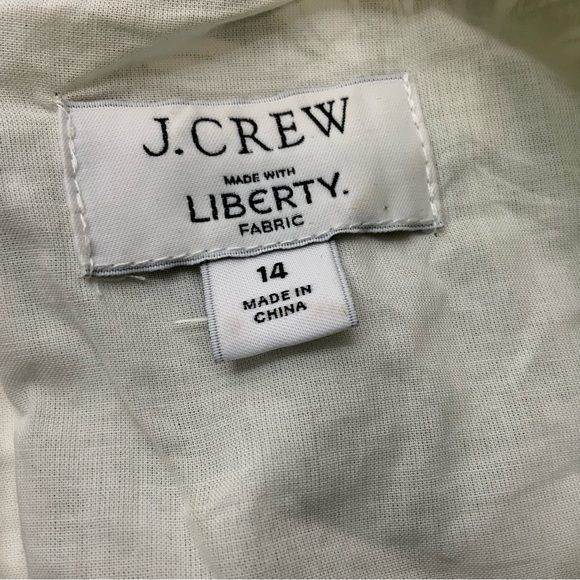 J.CREW
MADE WITH
LIBERTY.
FABRIC
14
MADE IN
CHINA